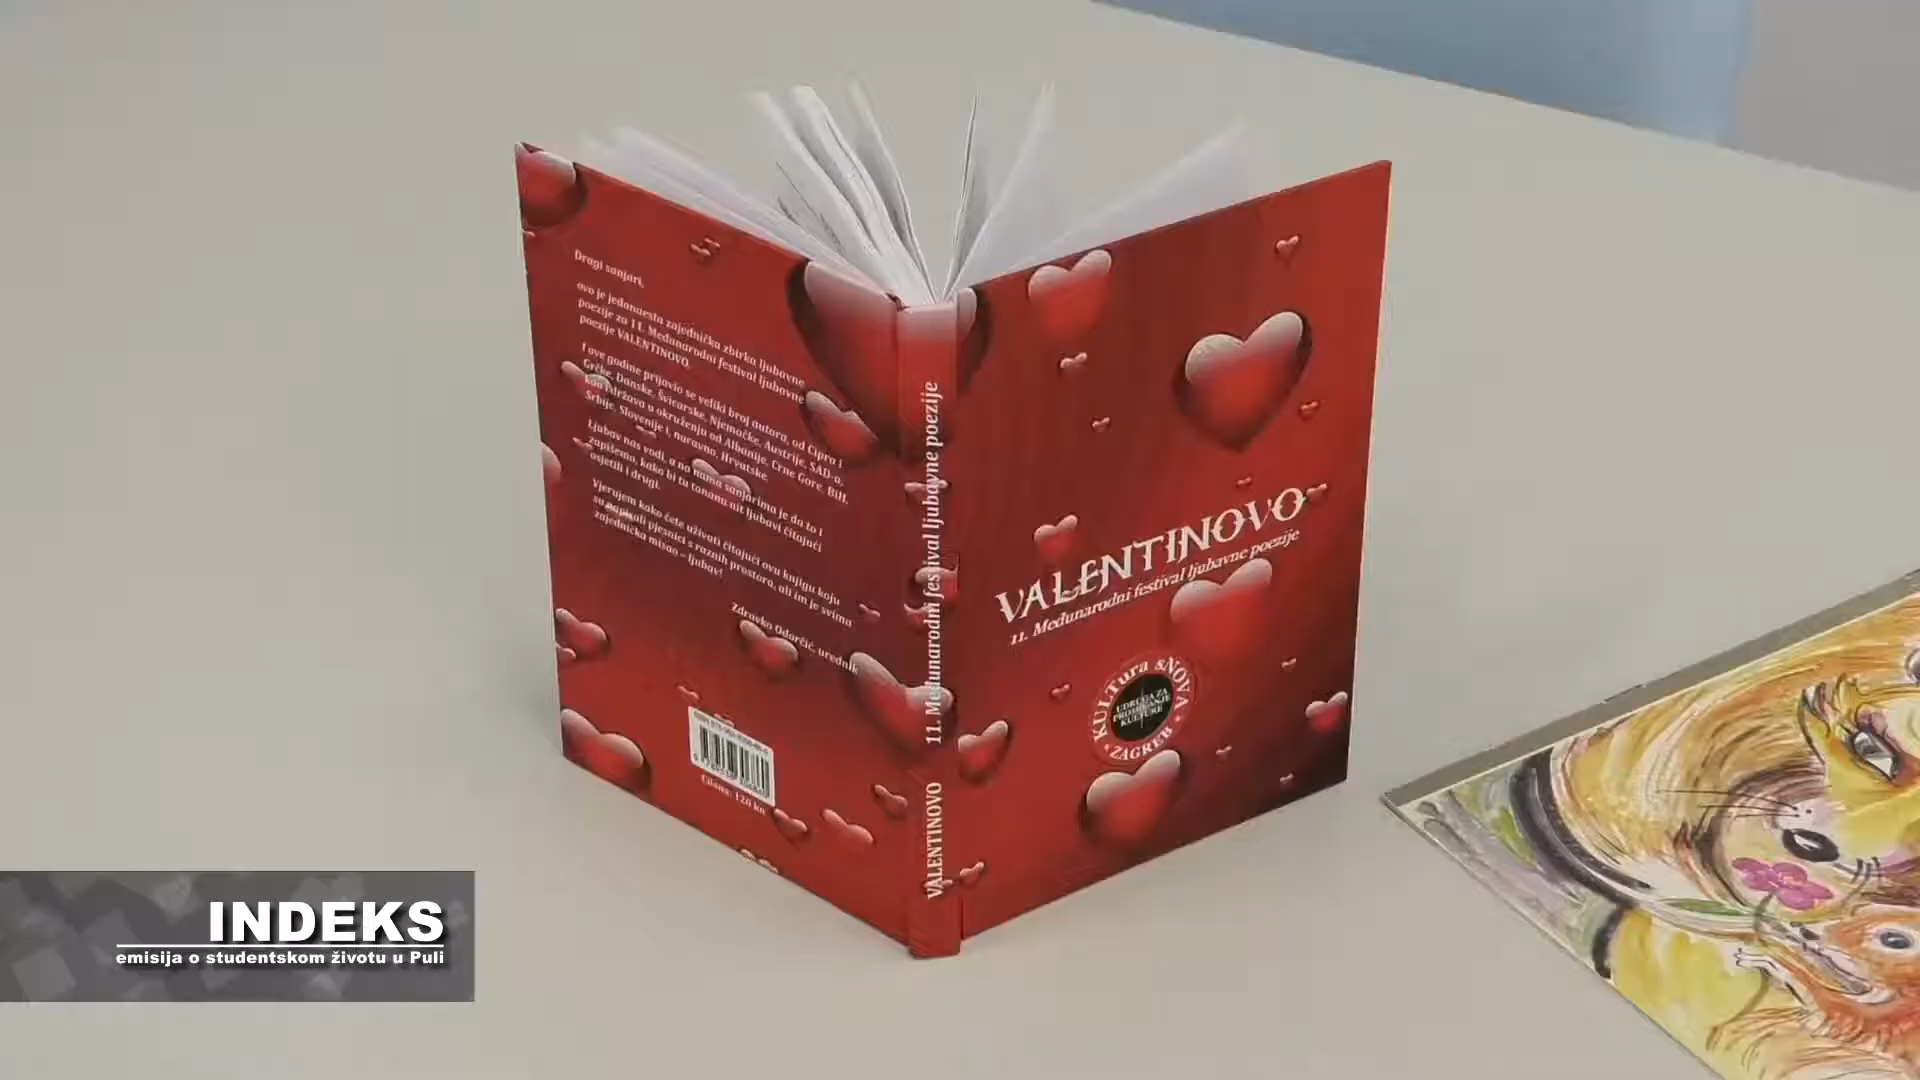 Dragi sanjari,
ovo je jedanaesta zajednička zbirka ljubavne
poezije za 11. Međunarodni festival ljubavne
poezije VALENTINOVO.
I ove godine prijavio se veliki broj autora, od Cipra i
Grčke, Danske, Švicarske, Njemačke, Austrije, SAD-a,
kao i država u okruženju od Albanije, Crne Gore, BiH,
Srbije, Slovenije i, naravno, Hrvatske.
Ljubav nas vodi, a na nama sanjarima je da to i
zapišemo, kako bi tu tananu nit ljubavi čitajući
osjetili i drugi.
Vjerujem kako ćete uživati čitajući ovu knjigu koju
su napisali pjesnici s raznih prostora, ali im je svima
zajednička misao – ljubav!
Zdravko Odorčić, urednik
Cijena: 120 kn
VALENTINOVO 11. Međunarodni festival ljubavne poezije
VALENTINOVO
11. Međunarodni festival ljubavne poezije
KULTura sNOVA
UDRUGA ZA
PROMICANJE
KULTURE
ZAGREB
INDEKS
emisija o studentskom životu u Puli